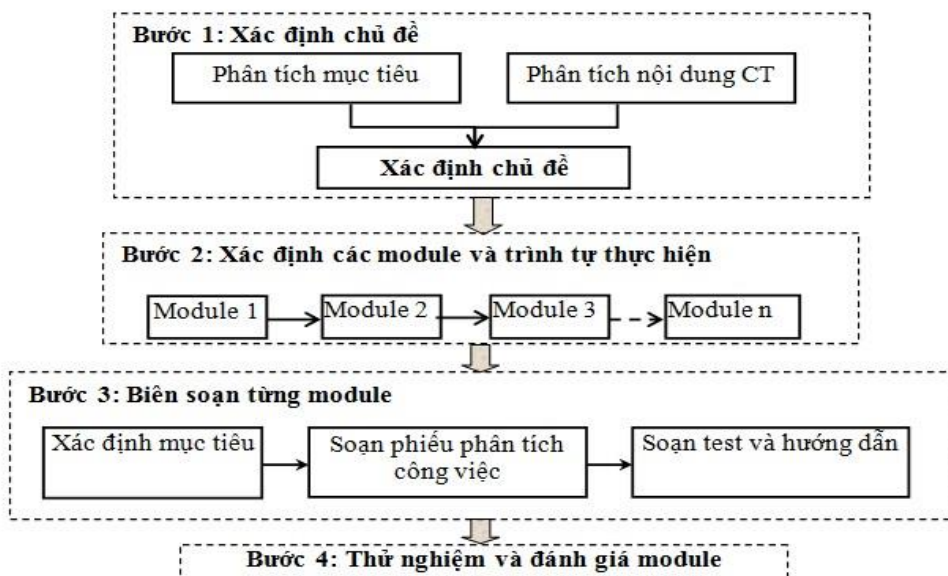 Bước 1: Xác định chủ đề
Phân tích mục tiêu
Phân tích nội dung CT
Xác định chủ đề
Bước 2: Xác định các module và trình tự thực hiện
Module 1
Module 2
Module 3
Module n
Bước 3: Biên soạn từng module
Xác định mục tiêu
Soạn phiếu phân tích
công việc
Soạn test và hướng dẫn
Bước 4: Thử nghiệm và đánh giá module